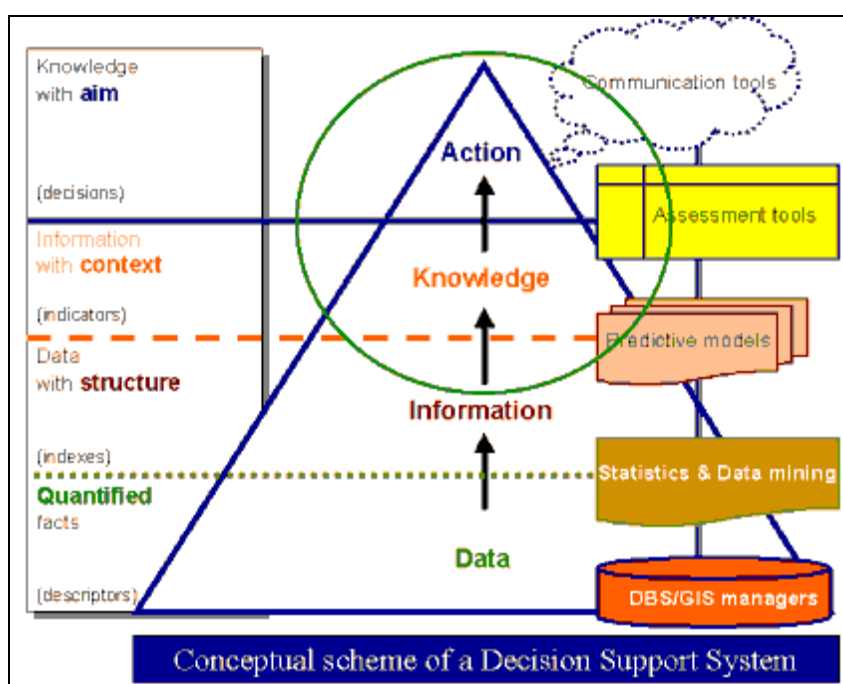 Knowledge
with aim
(decisions)
Information
with context
(indicators)
Data
with structure
(indexes)
Quantified
facts
(descriptors)
Action
Knowledge
Information
Data
Communication tools
Assessment tools
Predictive models
Statistics & Data mining
DBS/GIS managers
Conceptual scheme of a Decision Support System